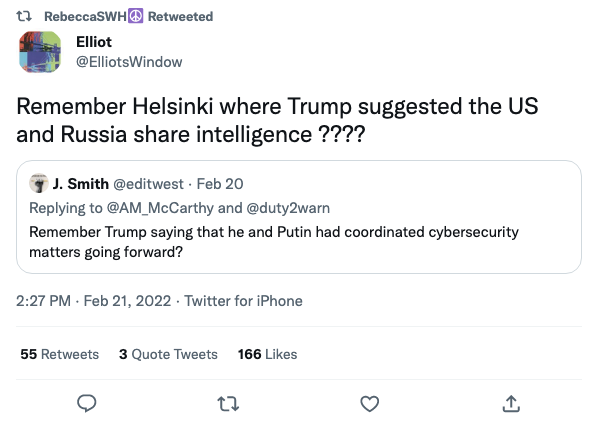 RebeccaSWH☮ Retweeted
Elliot
@ElliotsWindow
Remember Helsinki where Trump suggested the US
and Russia share intelligence ????
J. Smith @editwest · Feb 20
Replying to @AM_McCarthy and @duty2warn
Remember Trump saying that he and Putin had coordinated cybersecurity
matters going forward?
2:27 PM · Feb 21, 2022 · Twitter for iPhone
55 Retweets 3 Quote Tweets 166 Likes